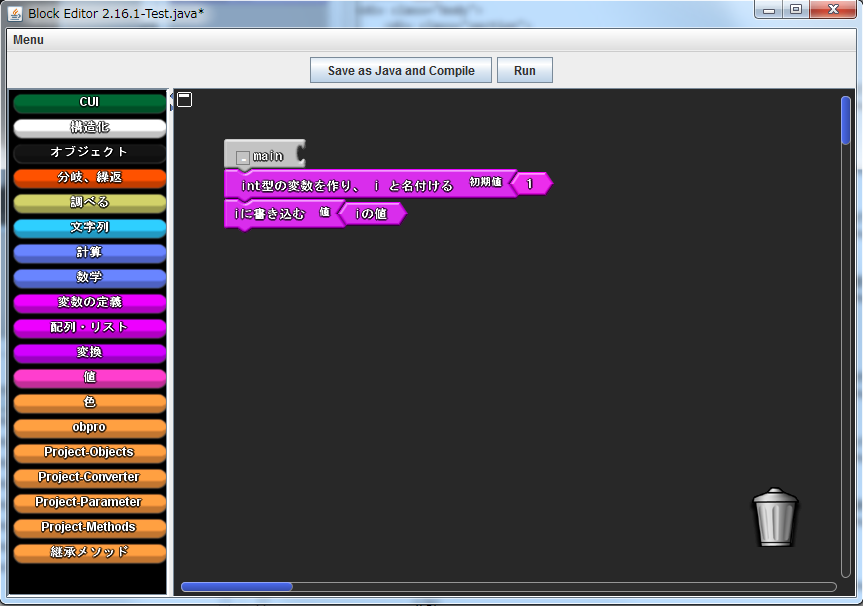 Block Editor 2.16.1-Test.java*
Menu
Save as Java and Compile
Run
CUI
構造化
オブジェクト
分岐、繰返
調べる
文字列
計算
数学
変数の定義
配列・リスト
変換
値
色
obpro
Project-Objects
Project-Converter
Project-Parameter
Project-Methods
継承メソッド
main
int型の変数を作り、 i と名付ける 初期値 1
iに書き込む 値 iの値